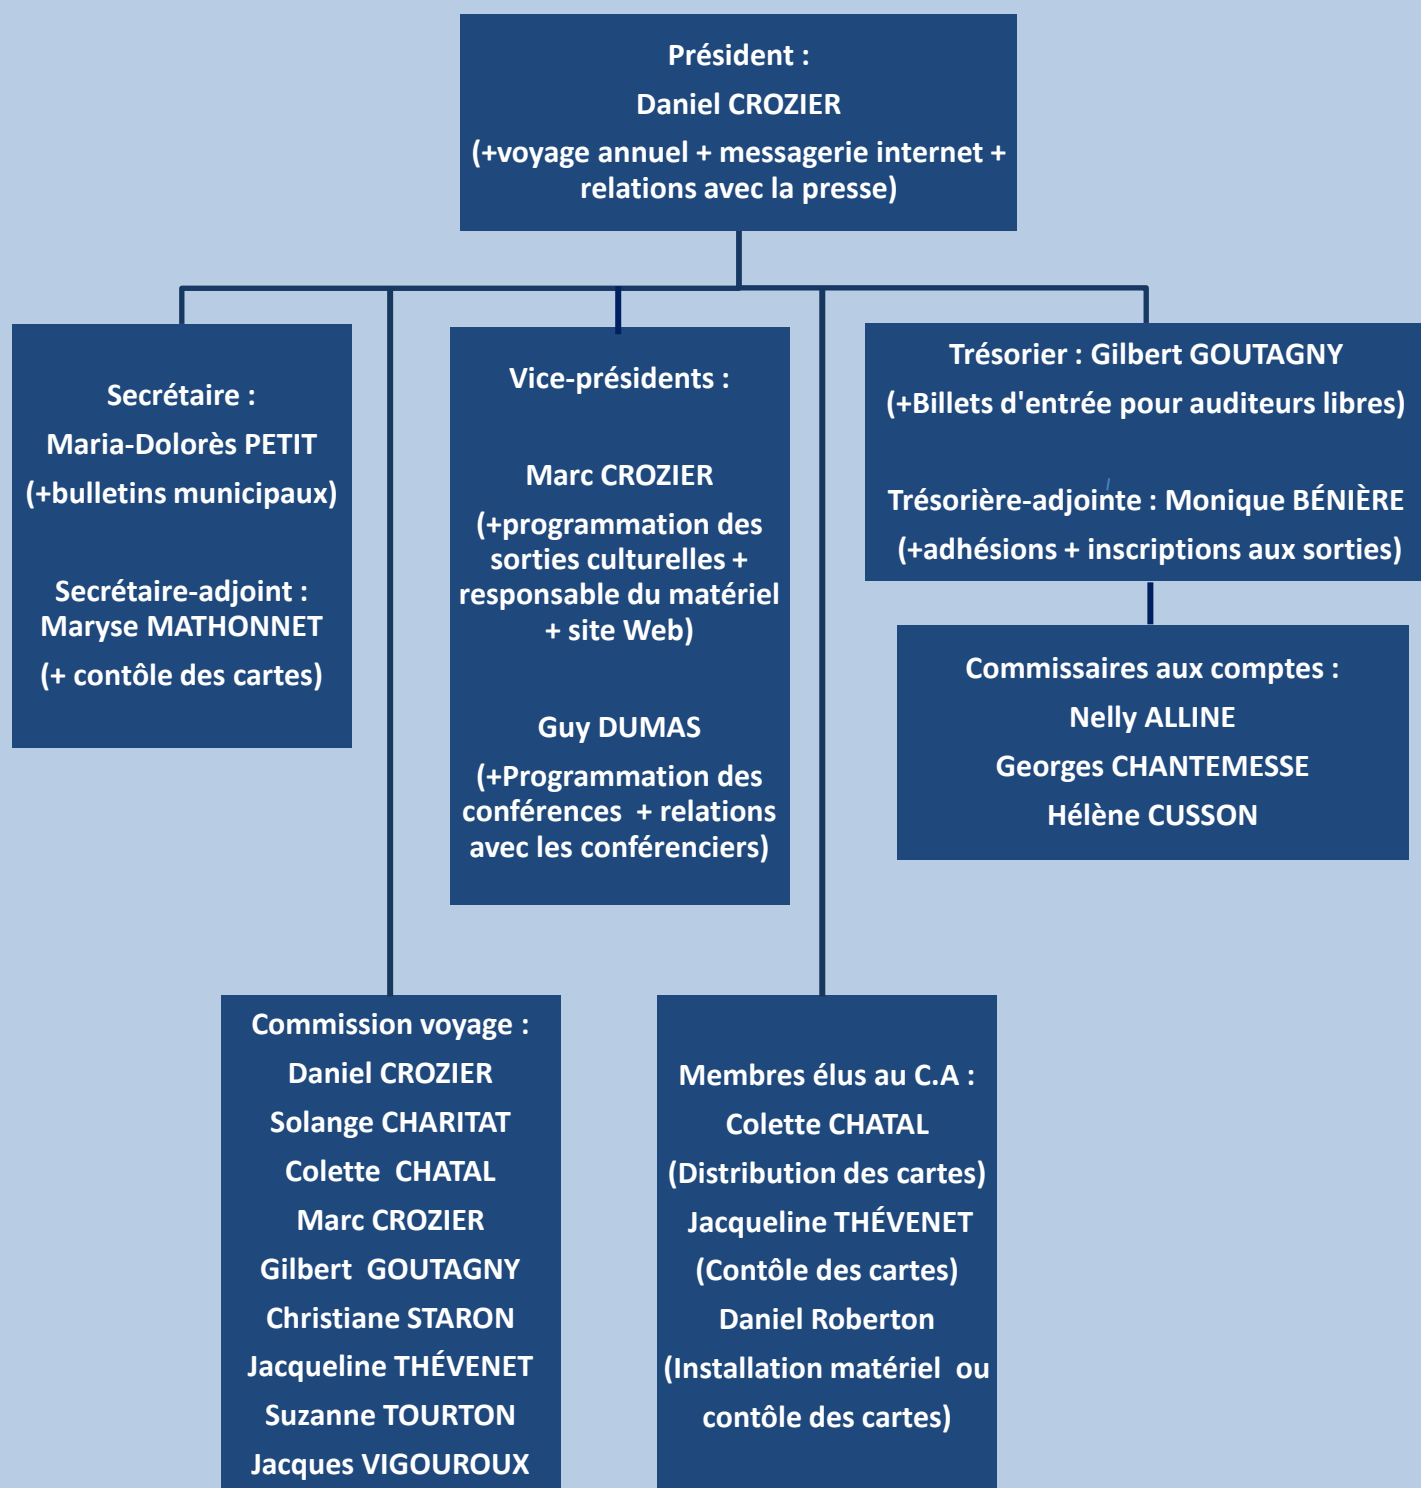 Président :
Daniel CROZIER
(+voyage annuel + messagerie internet +
relations avec la presse)
Secrétaire :
Maria-Dolorès PETIT
(+bulletins municipaux)
Secrétaire-adjoint :
Maryse MATHONNET
(+ contôle des cartes)
Vice-présidents :
Marc CROZIER
(+programmation des
sorties culturelles +
responsable du matériel
+ site Web)
Guy DUMAS
(+Programmation des
conférences + relations
avec les conférenciers)
Trésorier : Gilbert GOUTAGNY
(+Billets d'entrée pour auditeurs libres)
Trésorière-adjointe : Monique BÉNIÈRE
(+adhésions + inscriptions aux sorties)
Commissaires aux comptes :
Nelly ALLINE
Georges CHANTEMESSE
Hélène CUSSON
Commission voyage :
Daniel CROZIER
Solange CHARITAT
Colette CHATAL
Marc CROZIER
Gilbert GOUTAGNY
Christiane STARON
Jacqueline THÉVENET
Suzanne TOURTON
Jacques VIGOUROUX
Membres élus au C.A :
Colette CHATAL
(Distribution des cartes)
Jacqueline THÉVENET
(Contôle des cartes)
Daniel Roberton
(Installation matériel ou
contôle des cartes)